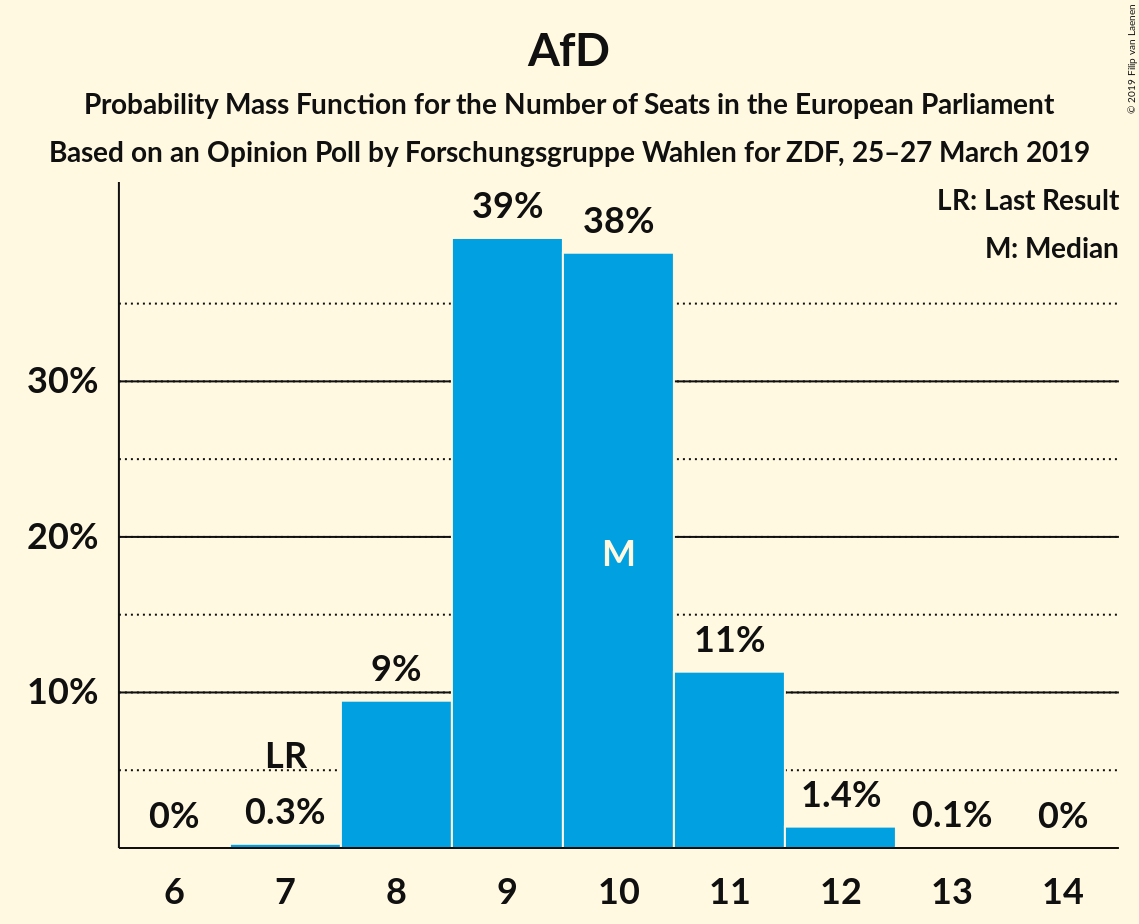 AfD
Probability Mass Function for the Number of Seats in the European Parliament
Based on an Opinion Poll by Forschungsgruppe Wahlen for ZDF, 25–27 March 2019
© 2019 Filip van Laenen
LR: Last Result
M: Median
39%
38%
30%
20%
M
11%
10%
9%
LR
0%
0.3%
1.4%
0.1%
0%
6 7 8 9 10 11 12 13 14